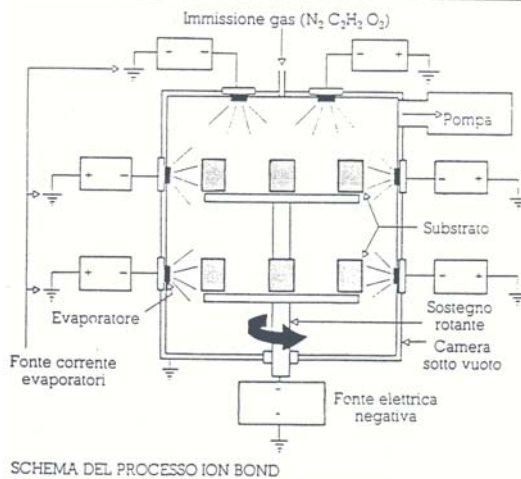 Immissione gas (N₂ C₂H₂ O₂)
Pompa
Substrato
Evaporatore
Sostegno
rotante
Fonte corrente
evaporatori
Camera
sotto vuoto
Fonte elettrica
negativa
SCHEMA DEL PROCESSO ION BOND